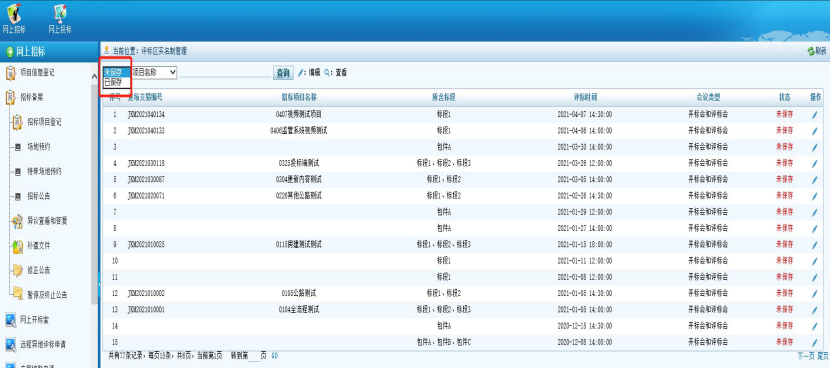 网上招标 网上投标
网上招标
当前位置：评标区实名制管理
刷新
项目信息登记
招标备案
招标项目登记
场地预约
特殊场地预约
招标公告
异议查看和答复
补遗文件
修正公告
暂停及终止公告
网上开标室
远程异地评标申请
未保存 项目名称 查询 ：编辑 ：查看
已保存
序号 进场交易编号 招标项目名称 所含标段 评标时间 会议类型 状态 操作
1 JXM2021040134 0407视频测试项目 标段1 2021-04-07 14:30:00 开标会和评标会 未保存
2 JXM2021040133 0406监管系统视频测试 标段1 2021-04-06 14:00:00 开标会和评标会 未保存
3 包件A 2021-03-30 14:00:00 开标会和评标会 未保存
4 JXM2021030118 0325投标端测试 标段1、标段2、标段3 2021-03-26 12:00:00 开标会和评标会 未保存
5 JXM2021030087 0304更新内容测试 标段1、标段2 2021-03-05 14:00:00 开标会和评标会 未保存
6 JXM2021020071 0226其他公路测试 标段1、标段2 2021-02-26 14:30:00 开标会和评标会 未保存
7 包件A 2021-01-29 12:00:00 开标会和评标会 未保存
8 包件A 2021-01-27 14:00:00 开标会和评标会 未保存
9 JXM2021010025 0115房建测试测试 标段1、标段2、标段3 2021-01-15 18:00:00 开标会和评标会 未保存
10 标段1 2021-01-11 12:00:00 开标会和评标会 未保存
11 标段1 2021-01-08 12:00:00 开标会和评标会 未保存
12 JXM2021010002 0105公路测试 标段1、标段2 2021-01-05 14:30:00 开标会和评标会 未保存
13 JXM2021010001 0104全流程测试 标段1、标段2、标段3 2021-01-05 14:30:00 开标会和评标会 未保存
14 包件A 2020-12-15 14:30:00 开标会和评标会 未保存
15 包件A、包件B、包件C 2020-12-08 14:00:00 开标会和评标会 未保存
共有77条记录，每页15条，共6页，当前第1页 转到第 页 GO 下一页 尾页